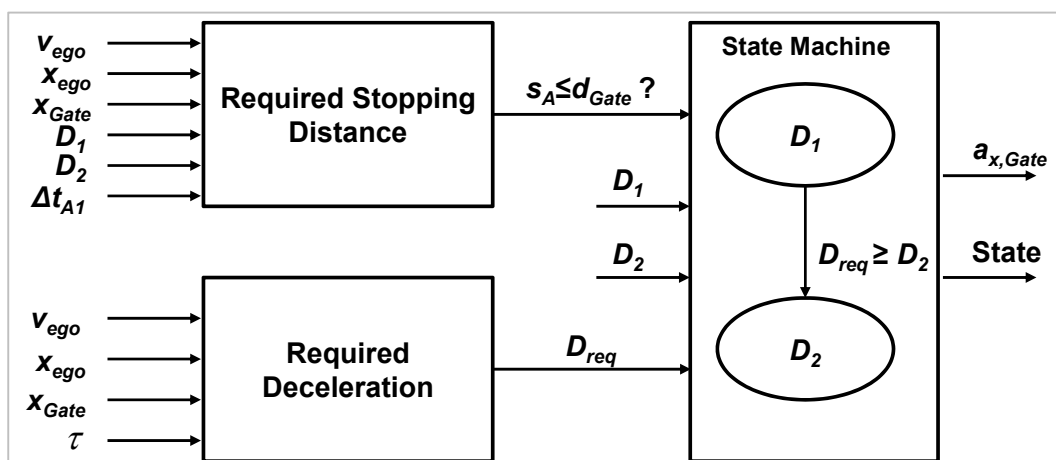 v_ego
x_ego
x_Gate
D_1
D_2
Δt_A1
Required Stopping
Distance
s_A≤d_Gate ?
D_1
D_2
State Machine
D_1
D_req ≥ D_2
D_2
a_x,Gate
State
v_ego
x_ego
x_Gate
τ
Required
Deceleration
D_req